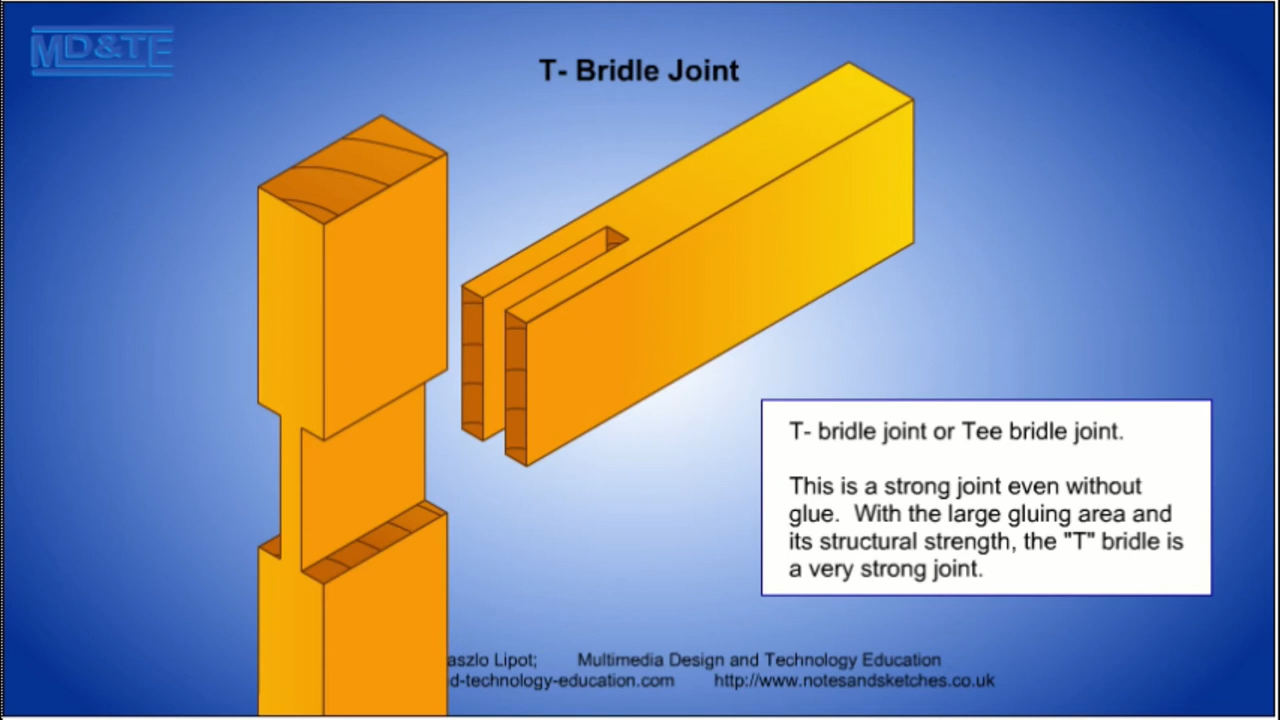 MD&TE
T- Bridle Joint
T- bridle joint or Tee bridle joint.
This is a strong joint even without
glue.  With the large gluing area and
its structural strength, the "T" bridle is
a very strong joint.
aszlo Lipot;     Multimedia Design and Technology Education
d-technology-education.com     http://www.notesandsketches.co.uk